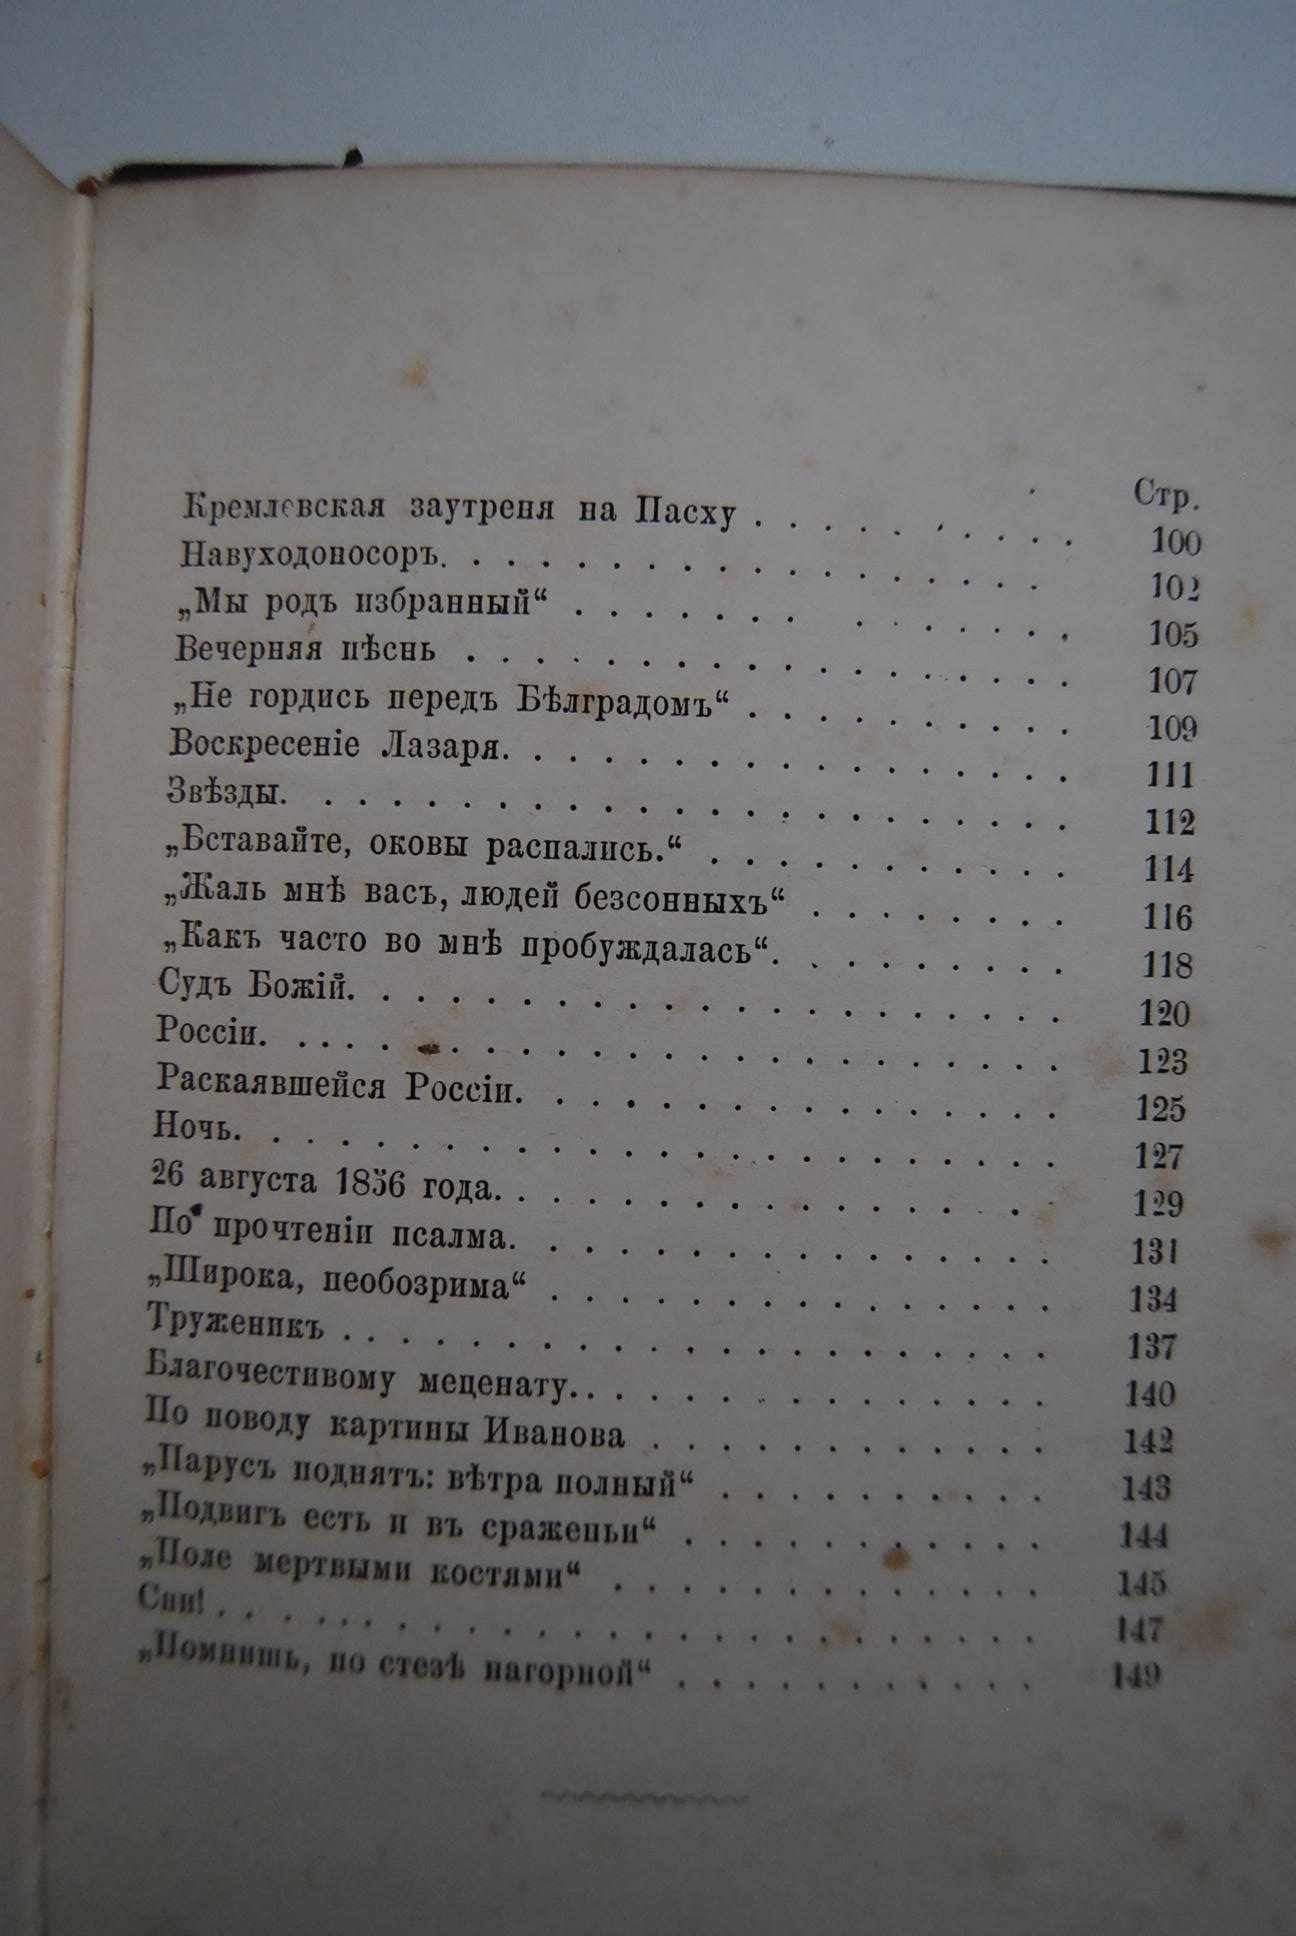 Стр.
Кремлевская заутреня на Пасху . . . . . . . . . . 100
Навуходоносоръ. . . . . . . . . . . . . . . . . . 102
„Мы родъ избранный“ . . . . . . . . . . . . . . 105
Вечерняя пѣснь . . . . . . . . . . . . . . . . . . 107
„Не гордись передъ Бѣлградомъ“ . . . . . . . . . . 109
Воскресеніе Лазаря. . . . . . . . . . . . . . . . . 111
Звѣзды. . . . . . . . . . . . . . . . . . . . . . . 112
„Вставайте, оковы распались.“ . . . . . . . . . . . 114
„Жаль мнѣ васъ, людей безсонныхъ“ . . . . . . . . 116
„Какъ часто во мнѣ пробуждалась“. . . . . . . . . 118
Судъ Божій. . . . . . . . . . . . . . . . . . . . . 120
Россіи. . . . . . . . . . . . . . . . . . . . . . . 123
Раскаявшейся Россіи. . . . . . . . . . . . . . . . 125
Ночь. . . . . . . . . . . . . . . . . . . . . . . . 127
26 августа 1856 года. . . . . . . . . . . . . . . . 129
По прочтеніи псалма. . . . . . . . . . . . . . . . 131
„Широка, необозрима“ . . . . . . . . . . . . . . . 134
Труженикъ . . . . . . . . . . . . . . . . . . . . . 137
Благочестивому меценату. . . . . . . . . . . . . . . 140
По поводу картины Иванова . . . . . . . . . . . . 142
„Парусъ поднятъ: вѣтра полный“ . . . . . . . . . . 143
„Подвигъ есть и въ сраженьи“ . . . . . . . . . . . 144
„Поле мертвыми костями“ . . . . . . . . . . . . . 145
Спи! . . . . . . . . . . . . . . . . . . . . . . . . 147
„Помнишь, по стезѣ нагорной“ . . . . . . . . . . . 149